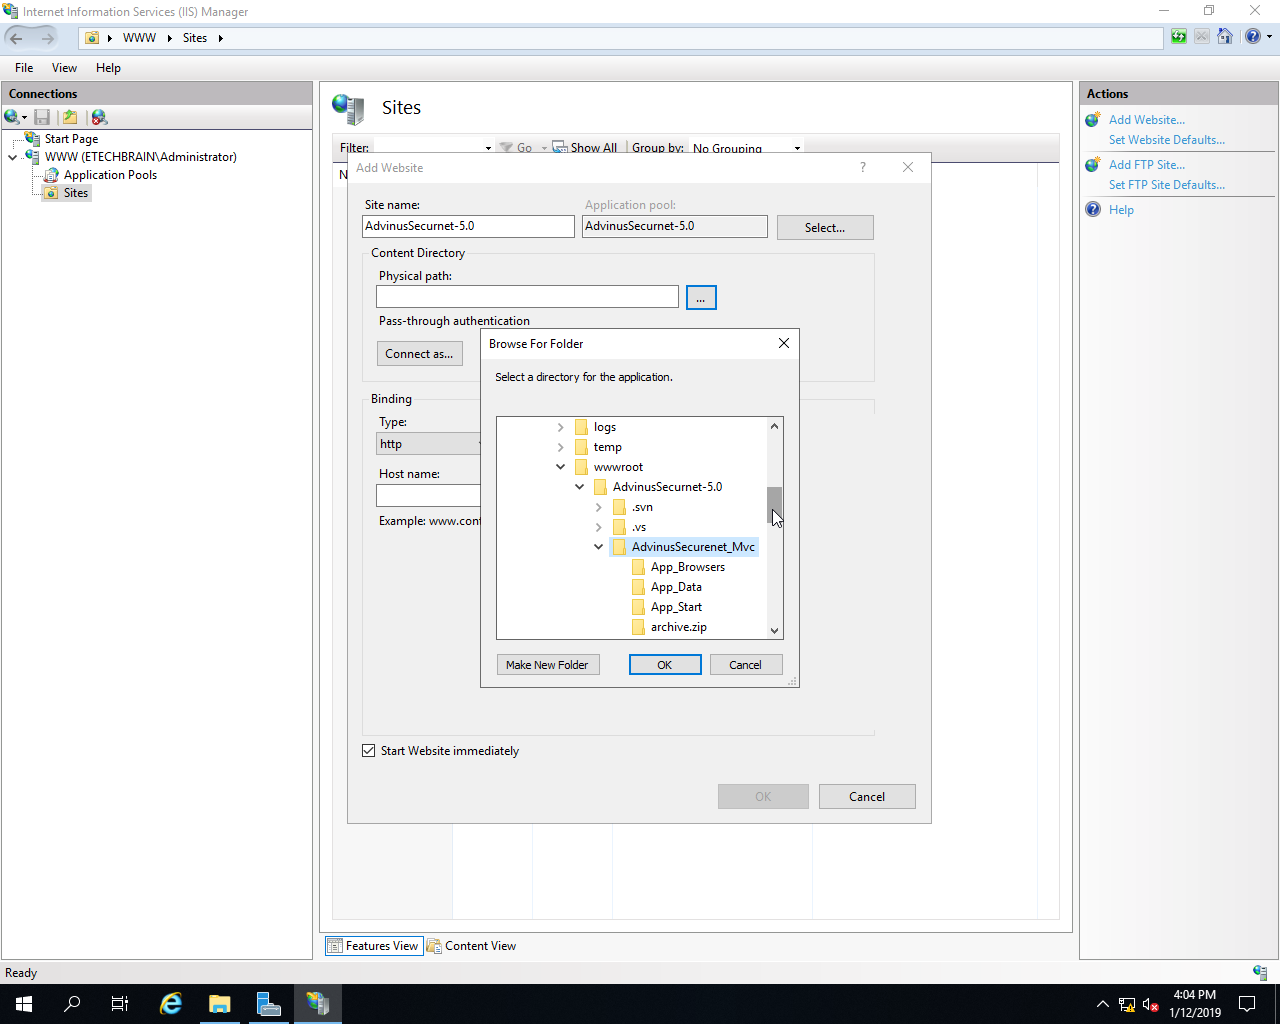 Internet Information Services (IIS) Manager
WWW
Sites
File
View
Help
Connections
Start Page
WWW (ETECHBRAIN\Administrator)
Application Pools
Sites
Sites
Filter:
Go
Show All
Group by:
No Grouping
N
Add Website
?
Site name:
Application pool:
AdvinusSecurnet-5.0
AdvinusSecurnet-5.0
Select...
Content Directory
Physical path:
...
Pass-through authentication
Connect as...
Binding
Type:
http
Host name:
Example: www.cont
Browse For Folder
Select a directory for the application.
logs
temp
wwwroot
AdvinusSecurnet-5.0
.svn
.vs
AdvinusSecurenet_Mvc
App_Browsers
App_Data
App_Start
archive.zip
Make New Folder
OK
Cancel
Start Website immediately
OK
Cancel
Actions
Add Website...
Set Website Defaults...
Add FTP Site...
Set FTP Site Defaults...
Help
Features View
Content View
Ready
4:04 PM
1/12/2019